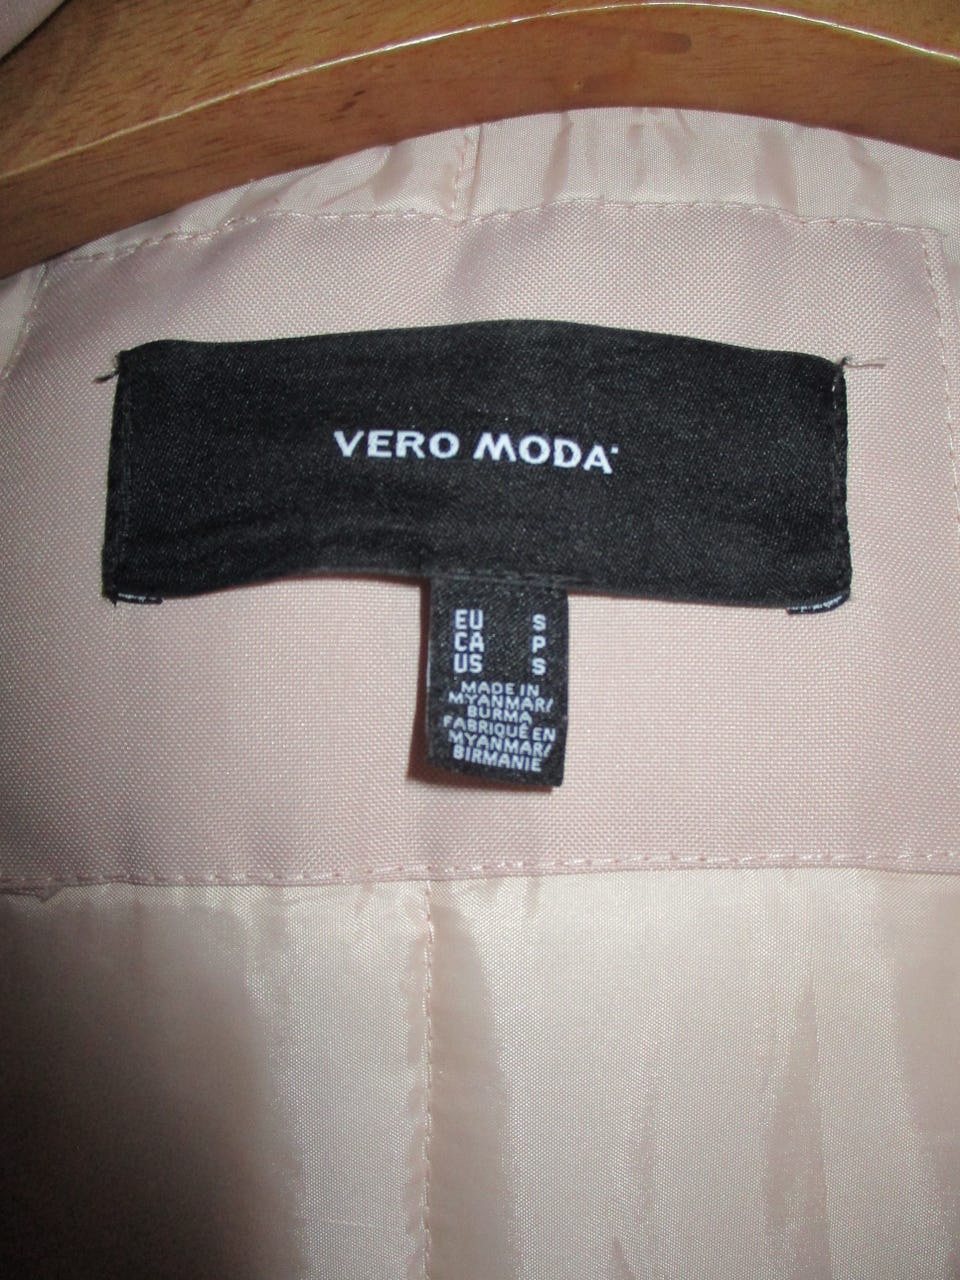 VERO MODA
EU S
CA P
US S
MADE IN
MYANMAR/
BURMA
FABRIQUÉ EN
MYANMAR/
BIRMANIE